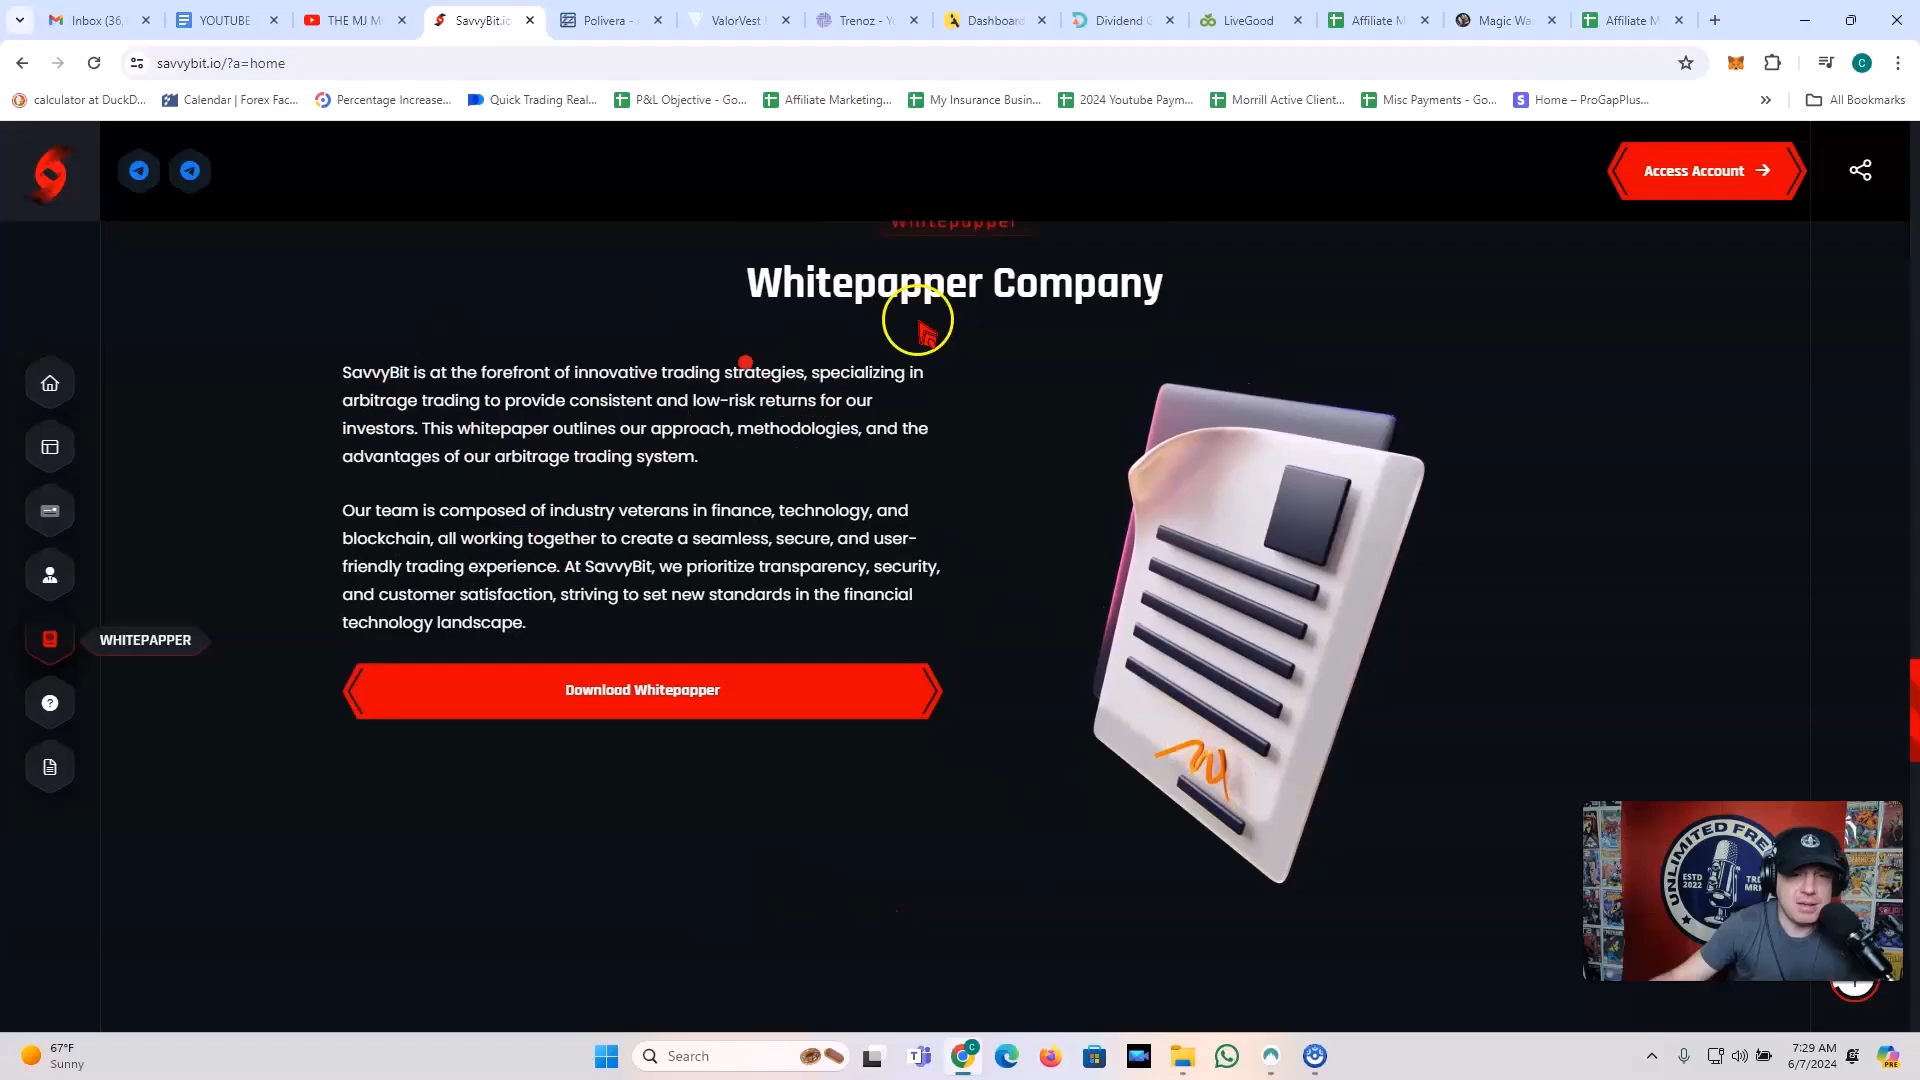 Inbox (36,
YOUTUBE
THE MJ M
SavvyBit.io
Polivera -
ValorVest
Trenoz - Y
Dashboard
Dividend
LiveGood
Affiliate M
Magic Wa
Affiliate M
savvybit.io/?a=home
C
calculator at DuckD...
Calendar | Forex Fac...
Percentage Increase...
Quick Trading Real...
P&L Objective - Go...
Affiliate Marketing...
My Insurance Busin...
2024 Youtube Paym...
Morrill Active Client...
Misc Payments - Go...
Home – ProGapPlus...
All Bookmarks
Access Account
Whitepapper
Whitepapper Company
SavvyBit is at the forefront of innovative trading strategies, specializing in
arbitrage trading to provide consistent and low-risk returns for our
investors. This whitepaper outlines our approach, methodologies, and the
advantages of our arbitrage trading system.
Our team is composed of industry veterans in finance, technology, and
blockchain, all working together to create a seamless, secure, and user-
friendly trading experience. At SavvyBit, we prioritize transparency, security,
and customer satisfaction, striving to set new standards in the financial
technology landscape.
WHITEPAPPER
Download Whitepapper
UNLIMITED FRE
ESTD
2022
67°F
Sunny
Search
7:29 AM
6/7/2024